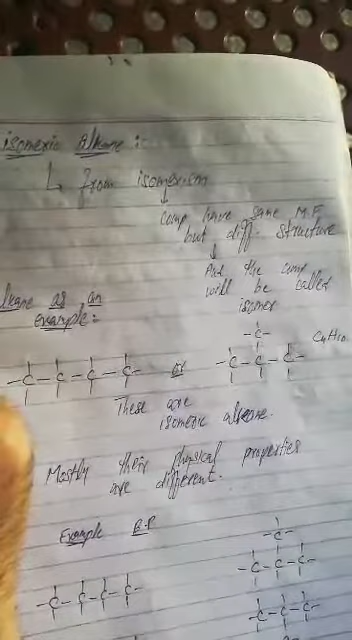 isomeric Alkane :
↳ from isomerism
↓
Comp have same M.F
but diff. structure
↓
And the comp
will be called
isomer
lkane as an
example:-
-C-
-C-C-C-C- or -C-C-C- C4H10
These are
isomeric alkane.
Mostly their physical properties
are different.
Example B.P
-C-
-C-C-C-
-C-C-C-C-
-C-C-C-